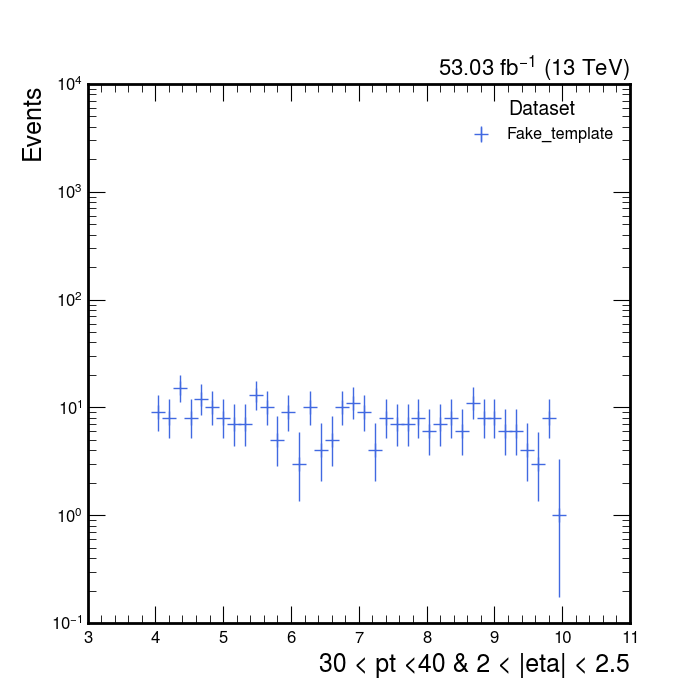 53.03 fb⁻¹ (13 TeV)
Events
Dataset
Fake_template
10⁴
10³
10²
10¹
10⁰
10⁻¹
3 4 5 6 7 8 9 10 11
30 < pt <40 & 2 < |eta| < 2.5